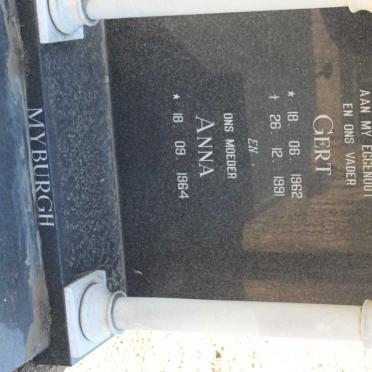 AAN MY EGGENOOT
EN ONS VADER
GERT
* 18. 06. 1962
† 26. 12. 1991
EN
ONS MOEDER
ANNA
* 18. 09. 1964
MYBURGH